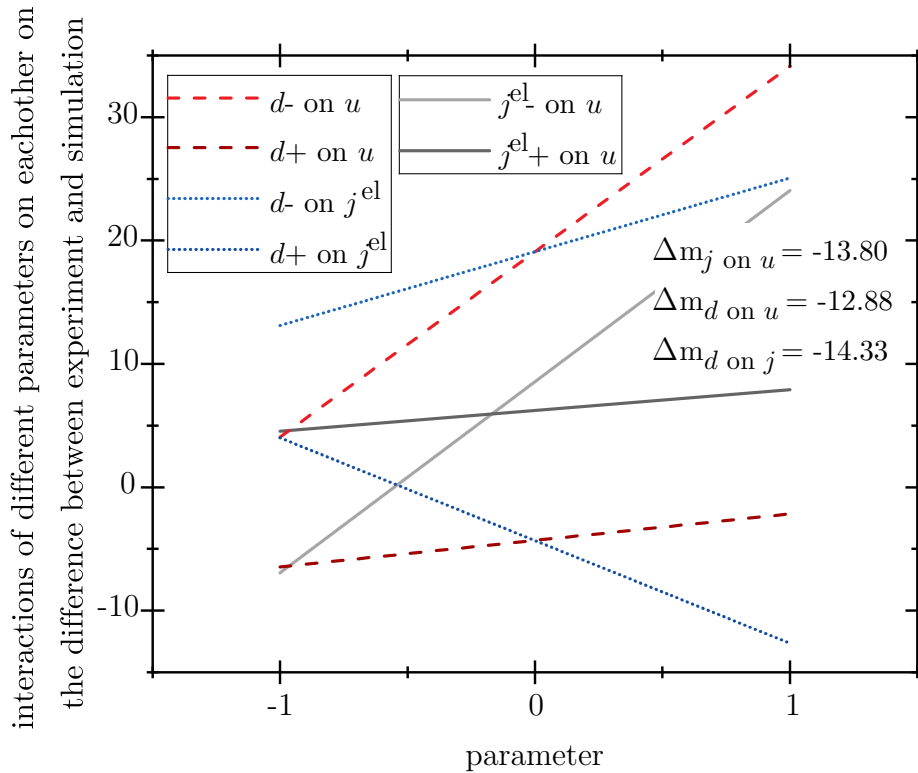 interactions of different parameters on eachother on
the difference between experiment and simulation
30
20
10
0
-10
d- on u
d+ on u
d- on j^el
d+ on j^el
j^el- on u
j^el+ on u
Δm_j on u = -13.80
Δm_d on u = -12.88
Δm_d on j = -14.33
-1 0 1
parameter